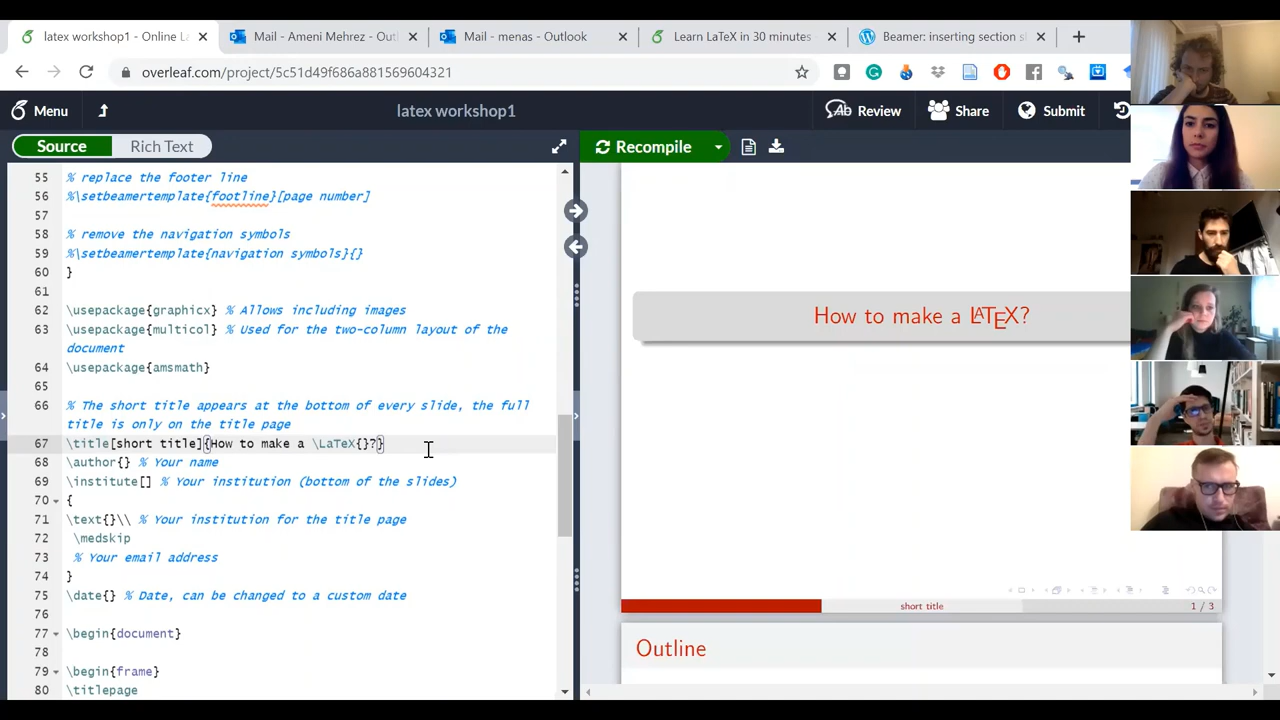 latex workshop1 - Online La
Mail - Ameni Mehrez - Outl
Mail - menas - Outlook
Learn LaTeX in 30 minutes
Beamer: inserting section sl
overleaf.com/project/5c51d49f686a881569604321
Menu
latex workshop1
Review
Share
Submit
Source
Rich Text
Recompile
55 % replace the footer line
56 %\setbeamertemplate{footline}[page number]
57
58 % remove the navigation symbols
59 %\setbeamertemplate{navigation symbols}{}
60 }
61
62 \usepackage{graphicx} % Allows including images
63 \usepackage{multicol} % Used for the two-column layout of the
document
64 \usepackage{amsmath}
65
66 % The short title appears at the bottom of every slide, the full
title is only on the title page
67 \title[short title]{How to make a \LaTeX{}?}
68 \author{} % Your name
69 \institute[] % Your institution (bottom of the slides)
70 {
71 \text{}\\ % Your institution for the title page
72 \medskip
73 % Your email address
74 }
75 \date{} % Date, can be changed to a custom date
76
77 \begin{document}
78
79 \begin{frame}
80 \titlepage
How to make a LATEX?
short title
1 / 3
Outline